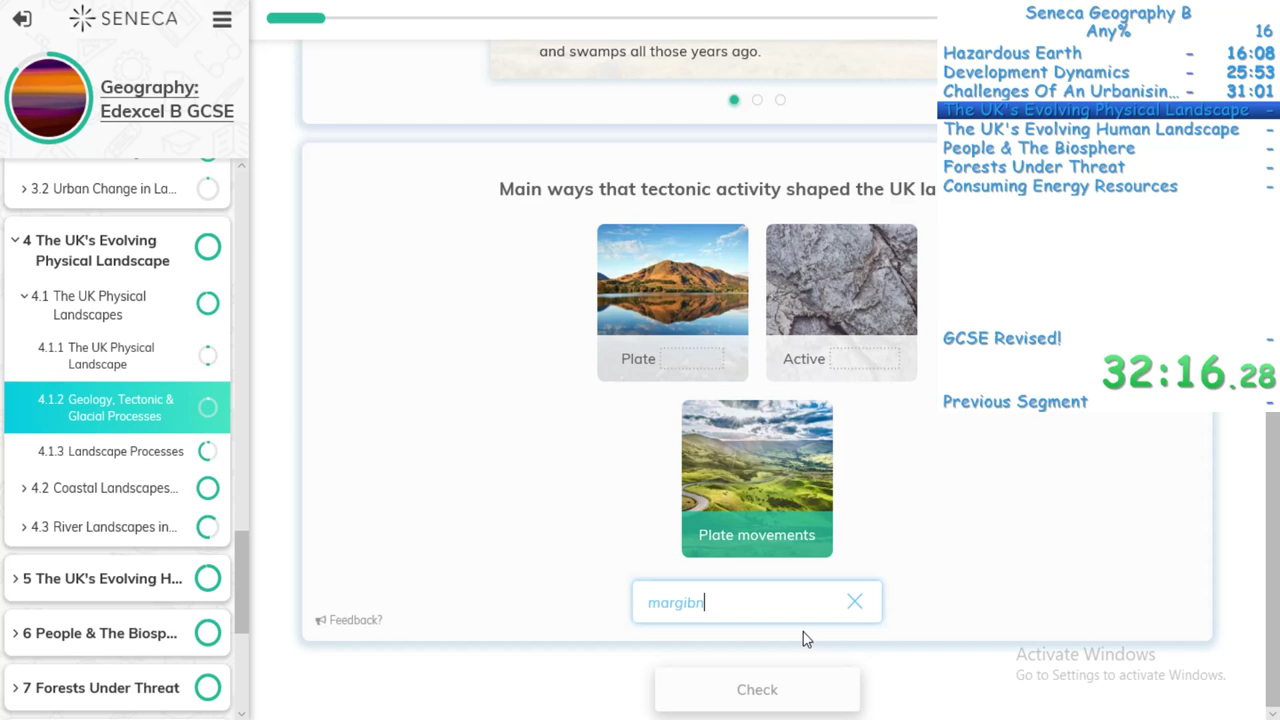 SENECA
Geography:
Edexcel B GCSE
3.2 Urban Change in La...
4 The UK's Evolving
Physical Landscape
4.1 The UK Physical
Landscapes
4.1.1 The UK Physical
Landscape
4.1.2 Geology, Tectonic &
Glacial Processes
4.1.3 Landscape Processes
4.2 Coastal Landscapes...
4.3 River Landscapes in...
5 The UK's Evolving H...
6 People & The Biosp...
7 Forests Under Threat
and swamps all those years ago.
Main ways that tectonic activity shaped the UK la
Plate
Active
Plate movements
margibn
Feedback?
Check
Seneca Geography B
Any% 16
Hazardous Earth - 16:08
Development Dynamics - 25:53
Challenges Of An Urbanisin... - 31:01
The UK's Evolving Physical Landscape -
The UK's Evolving Human Landscape -
People & The Biosphere -
Forests Under Threat -
Consuming Energy Resources -
GCSE Revised! -
32:16.28
Previous Segment -
Activate Windows
Go to Settings to activate Windows.